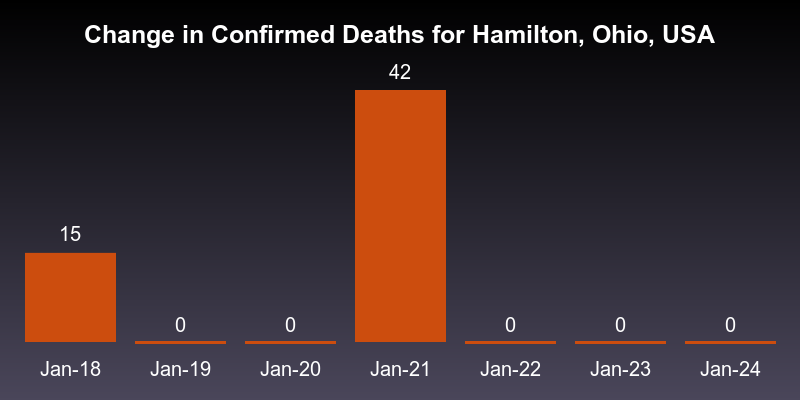 Change in Confirmed Deaths for Hamilton, Ohio, USA
42
15
0 0 0 0 0
Jan-18 Jan-19 Jan-20 Jan-21 Jan-22 Jan-23 Jan-24